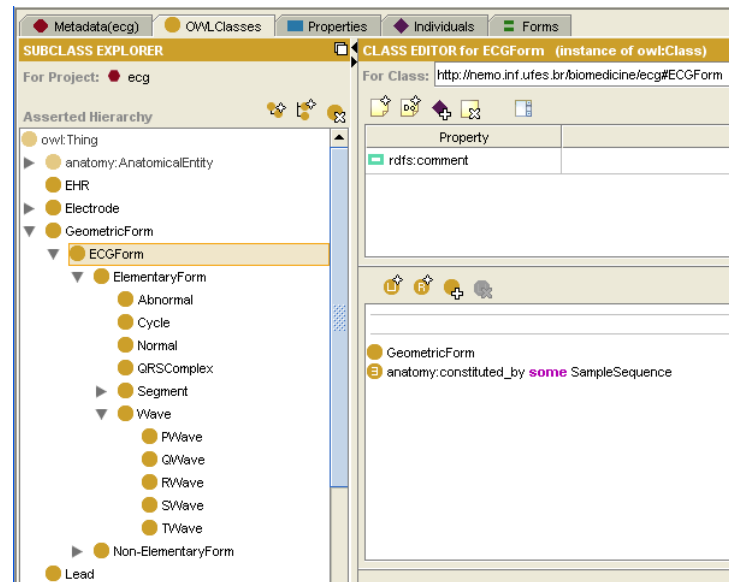 Metadata(ecg) OWLClasses Properties Individuals Forms
SUBCLASS EXPLORER
For Project: ecg
Asserted Hierarchy
owl:Thing
anatomy:AnatomicalEntity
EHR
Electrode
GeometricForm
ECGForm
ElementaryForm
Abnormal
Cycle
Normal
QRSComplex
Segment
Wave
PWave
QWave
RWave
SWave
TWave
Non-ElementaryForm
Lead
CLASS EDITOR for ECGForm (instance of owl:Class)
For Class: http://nemo.inf.ufes.br/biomedicine/ecg#ECGForm
Property
rdfs:comment
GeometricForm
anatomy:constituted_by some SampleSequence